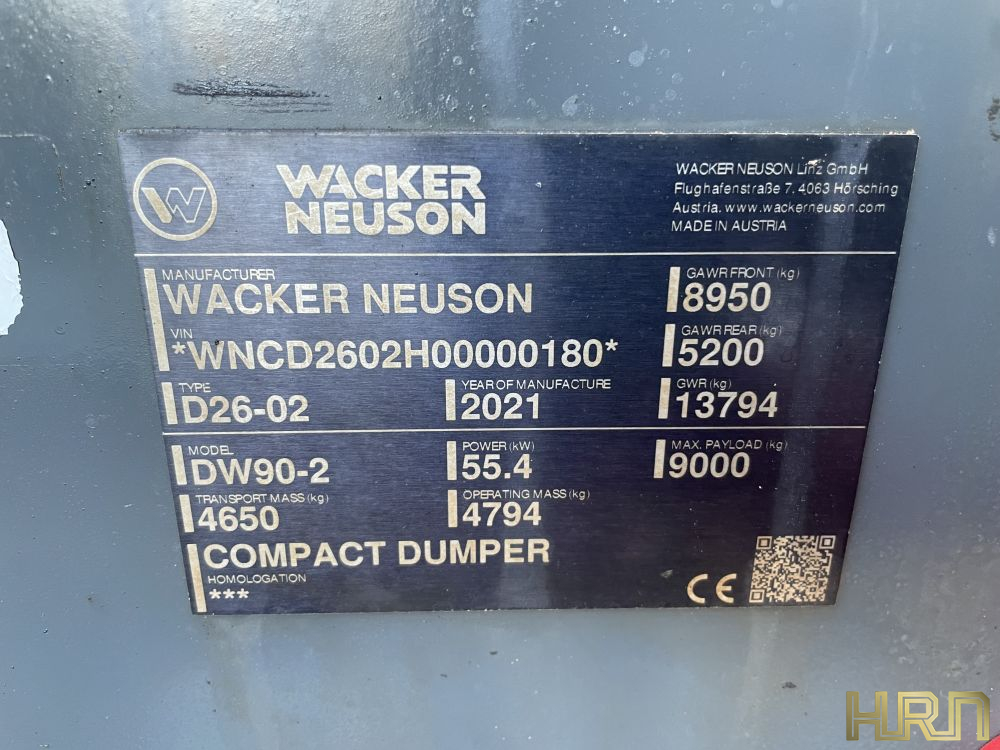 WACKER
NEUSON
WACKER NEUSON Linz GmbH
Flughafenstraße 7, 4063 Hörsching
Austria. www.wackerneuson.com
MADE IN AUSTRIA
MANUFACTURER
WACKER NEUSON
GAWR FRONT (kg)
8950
VIN
*WNCD2602H00000180*
GAWR REAR (kg)
5200
TYPE
D26-02
YEAR OF MANUFACTURE
2021
GWR (kg)
13794
MODEL
DW90-2
POWER (kW)
55.4
MAX. PAYLOAD (kg)
9000
TRANSPORT MASS (kg)
4650
OPERATING MASS (kg)
4794
COMPACT DUMPER
HOMOLOGATION
***
CE
HRN